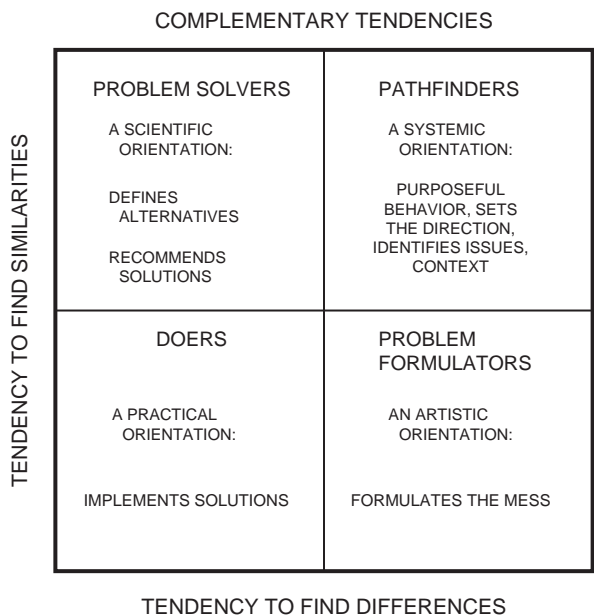 COMPLEMENTARY TENDENCIES
TENDENCY TO FIND SIMILARITIES
PROBLEM SOLVERS
A SCIENTIFIC
ORIENTATION:
DEFINES
ALTERNATIVES
RECOMMENDS
SOLUTIONS
PATHFINDERS
A SYSTEMIC
ORIENTATION:
PURPOSEFUL
BEHAVIOR, SETS
THE DIRECTION,
IDENTIFIES ISSUES,
CONTEXT
DOERS
A PRACTICAL
ORIENTATION:
IMPLEMENTS SOLUTIONS
PROBLEM
FORMULATORS
AN ARTISTIC
ORIENTATION:
FORMULATES THE MESS
TENDENCY TO FIND DIFFERENCES